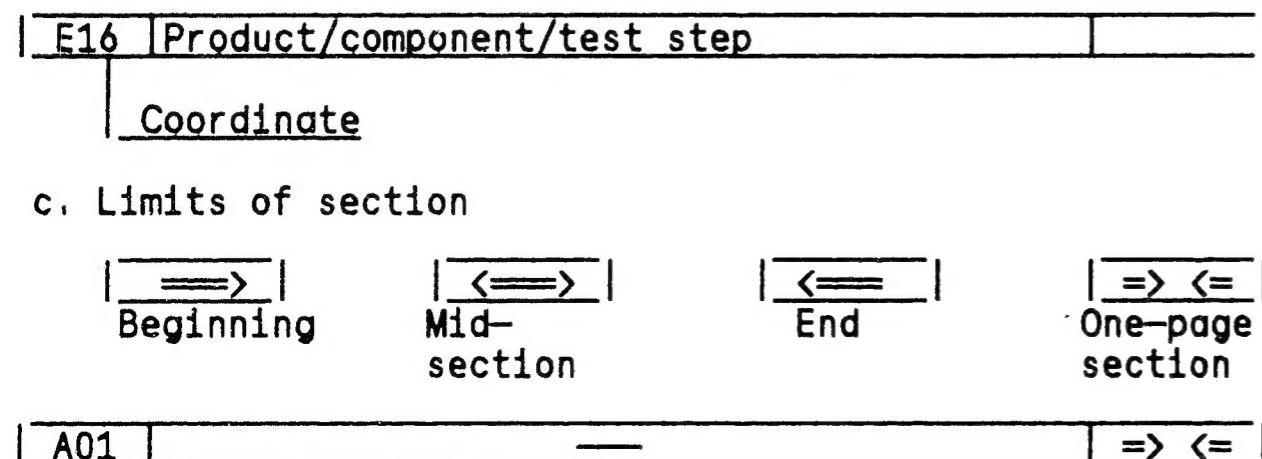 E16 Product/component/test step
Coordinate
c. Limits of section
===> <===> <=== => <=
Beginning Mid- End One-page
section section
A01 — => <=